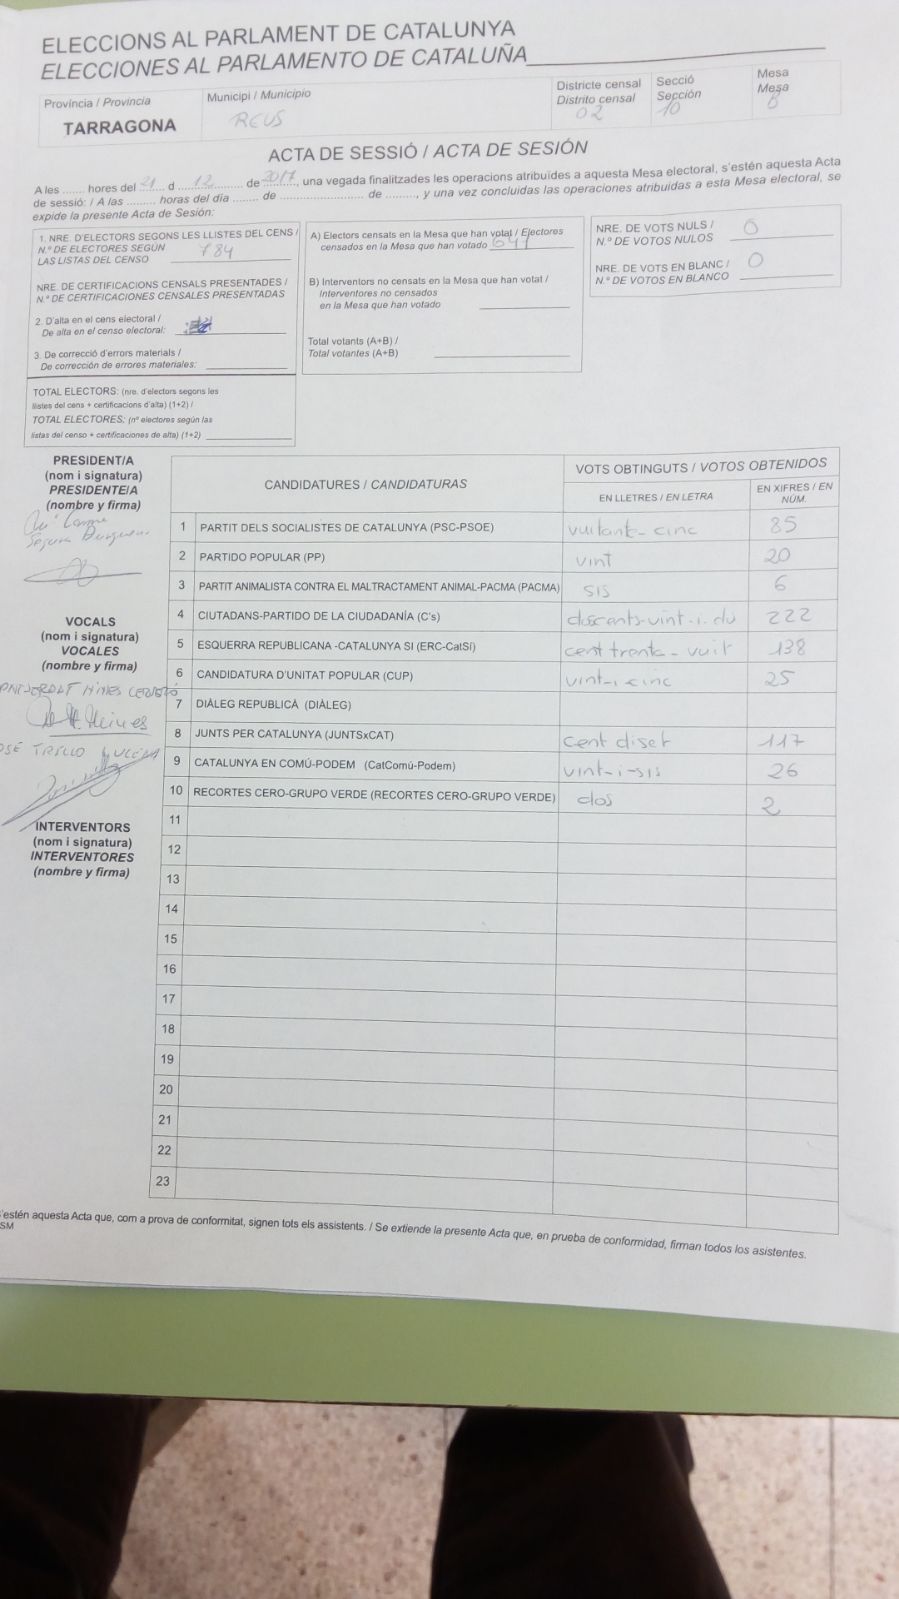 ELECCIONS AL PARLAMENT DE CATALUNYA
ELECCIONES AL PARLAMENTO DE CATALUÑA
Província / Provincia
TARRAGONA
Municipi / Municipio
REUS
Districte censal
Distrito censal
02
Secció
Sección
10
Mesa
Mesa
B
ACTA DE SESSIÓ / ACTA DE SESIÓN
A les ....... hores del 21 d 12 de 2017, una vegada finalitzades les operacions atribuïdes a aquesta Mesa electoral, s'estén aquesta Acta
de sessió: / A las ......... horas del día ........ de ......................... de ........., y una vez concluidas las operaciones atribuidas a esta Mesa electoral, se
expide la presente Acta de Sesión:
1. NRE. D'ELECTORS SEGONS LES LLISTES DEL CENS /
N.º DE ELECTORES SEGÚN
LAS LISTAS DEL CENSO 784
NRE. DE CERTIFICACIONS CENSALS PRESENTADES /
N.º DE CERTIFICACIONES CENSALES PRESENTADAS
2. D'alta en el cens electoral /
De alta en el censo electoral:
3. De correcció d'errors materials /
De corrección de errores materiales:
TOTAL ELECTORS: (nre. d'electors segons les
llistes del cens + certificacions d'alta) (1+2) /
TOTAL ELECTORES: (nº electores según las
listas del censo + certificaciones de alta) (1+2)
A) Electors censats en la Mesa que han votat / Electores
censados en la Mesa que han votado 641
B) Interventors no censats en la Mesa que han votat /
Interventores no censados
en la Mesa que han votado
Total votants (A+B) /
Total votantes (A+B)
NRE. DE VOTS NULS /
N.º DE VOTOS NULOS 0
NRE. DE VOTS EN BLANC /
N.º DE VOTOS EN BLANCO 0
PRESIDENT/A
(nom i signatura)
PRESIDENTE/A
(nombre y firma)
Mª Carme
Segura
VOCALS
(nom i signatura)
VOCALES
(nombre y firma)
JOSÉ TRILLO LUCENA
INTERVENTORS
(nom i signatura)
INTERVENTORES
(nombre y firma)
CANDIDATURES / CANDIDATURAS
VOTS OBTINGUTS / VOTOS OBTENIDOS
EN LLETRES / EN LETRA
EN XIFRES / EN NÚM.
1 PARTIT DELS SOCIALISTES DE CATALUNYA (PSC-PSOE) vuitanta-cinc 85
2 PARTIDO POPULAR (PP) vint 20
3 PARTIT ANIMALISTA CONTRA EL MALTRACTAMENT ANIMAL-PACMA (PACMA) sis 6
4 CIUTADANS-PARTIDO DE LA CIUDADANÍA (C's) doscents-vint-i-du 222
5 ESQUERRA REPUBLICANA -CATALUNYA SI (ERC-CatSí) cent trenta-vuit 138
6 CANDIDATURA D'UNITAT POPULAR (CUP) vint-i-cinc 25
7 DIÀLEG REPUBLICÀ (DIÀLEG)
8 JUNTS PER CATALUNYA (JUNTSxCAT) cent diset 117
9 CATALUNYA EN COMÚ-PODEM (CatComú-Podem) vint-i-sis 26
10 RECORTES CERO-GRUPO VERDE (RECORTES CERO-GRUPO VERDE) dos 2
11
12
13
14
15
16
17
18
19
20
21
22
23
S'estén aquesta Acta que, com a prova de conformitat, signen tots els assistents. / Se extiende la presente Acta que, en prueba de conformidad, firman todos los asistentes.
SM